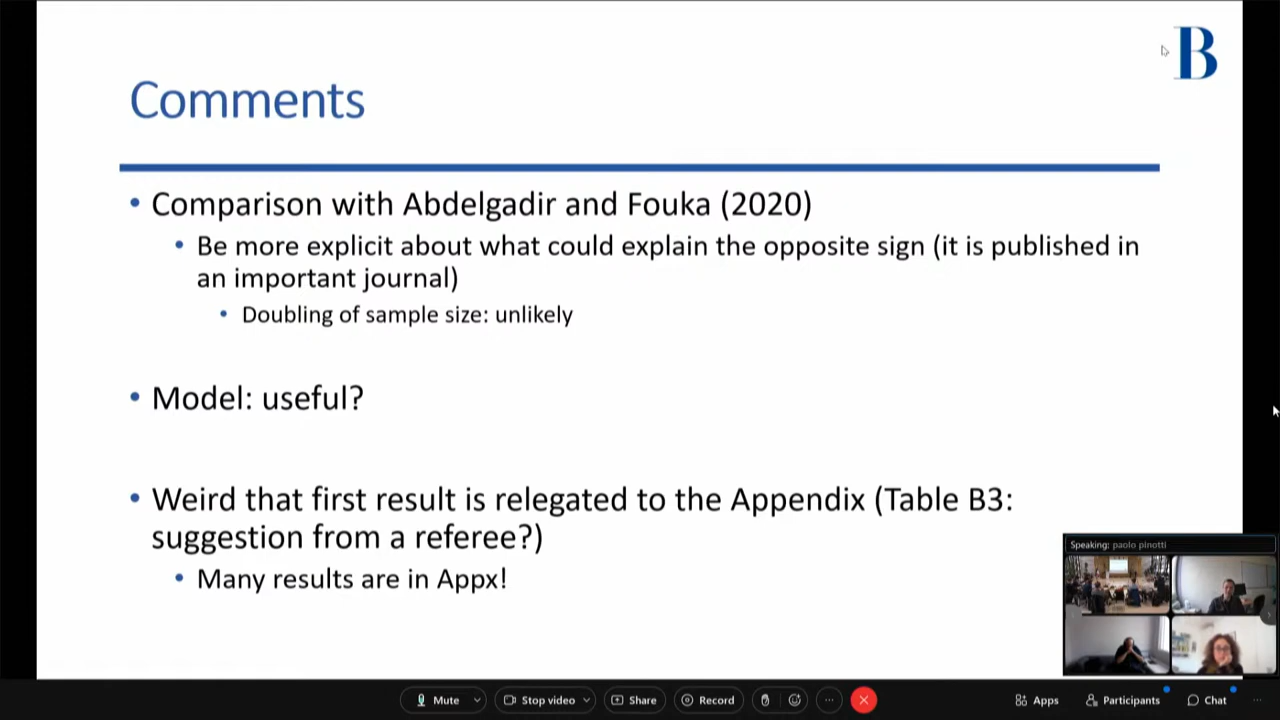 B
Comments
• Comparison with Abdelgadir and Fouka (2020)
• Be more explicit about what could explain the opposite sign (it is published in
an important journal)
• Doubling of sample size: unlikely
• Model: useful?
• Weird that first result is relegated to the Appendix (Table B3:
suggestion from a referee?)
• Many results are in Appx!
Speaking: paolo pinotti
Mute
Stop video
Share
Record
Apps
Participants
Chat